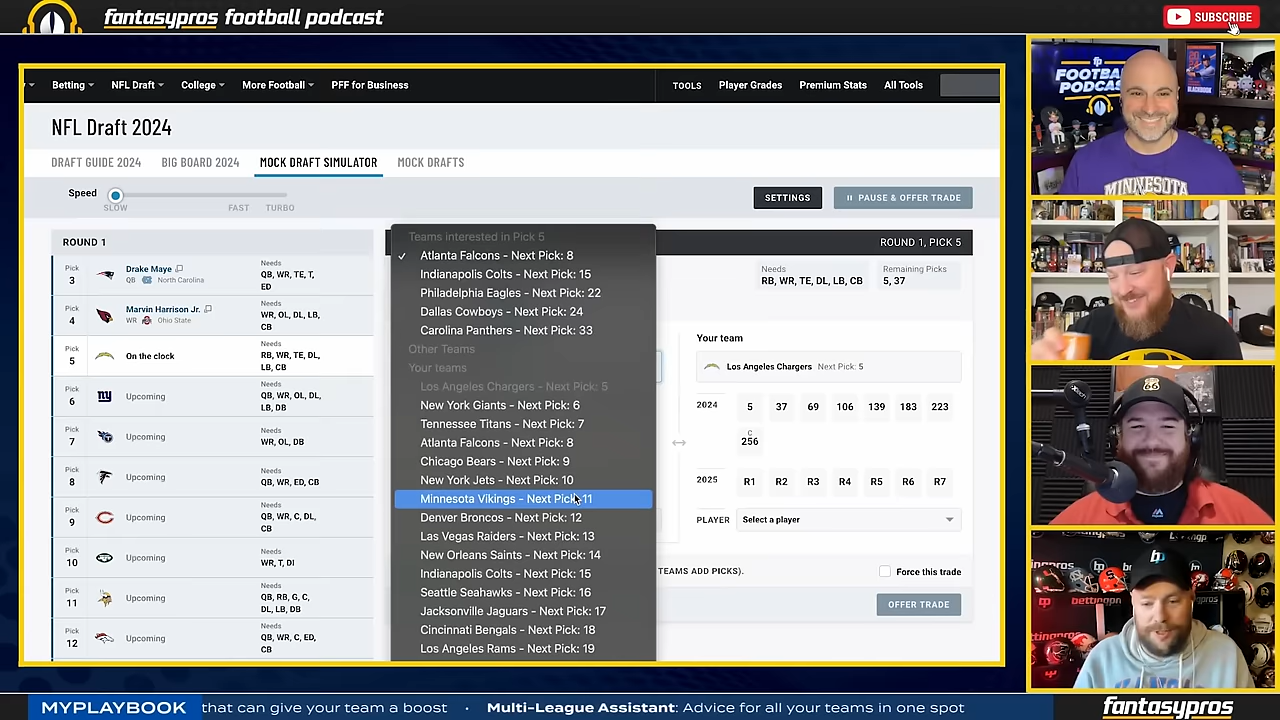 fantasypros football podcast
SUBSCRIBE
Betting
NFL Draft
College
More Football
PFF for Business
TOOLS
Player Grades
Premium Stats
All Tools
NFL Draft 2024
DRAFT GUIDE 2024
BIG BOARD 2024
MOCK DRAFT SIMULATOR
MOCK DRAFTS
Speed
SLOW
FAST
TURBO
SETTINGS
PAUSE & OFFER TRADE
ROUND 1
Pick 3
Drake Maye
QB North Carolina
Needs
QB, WR, TE, T,
ED
Pick 4
Marvin Harrison Jr.
WR Ohio State
Needs
WR, OL, DL, LB,
CB
Pick 5
On the clock
Needs
RB, WR, TE, DL,
LB, CB
Pick 6
Upcoming
Needs
QB, WR, OL, DL,
LB, DB
Pick 7
Upcoming
Needs
WR, OL, DB
Pick 8
Upcoming
Needs
QB, WR, ED, CB
Pick 9
Upcoming
Needs
QB, WR, C, DL,
CB
Pick 10
Upcoming
Needs
WR, T, DI
Pick 11
Upcoming
Needs
QB, RB, G, C,
DL, LB, DB
Pick 12
Upcoming
Needs
QB, WR, C, ED,
CB
Teams interested in Pick 5
Atlanta Falcons - Next Pick: 8
Indianapolis Colts - Next Pick: 15
Philadelphia Eagles - Next Pick: 22
Dallas Cowboys - Next Pick: 24
Carolina Panthers - Next Pick: 33
Other Teams
Your teams
Los Angeles Chargers - Next Pick: 5
New York Giants - Next Pick: 6
Tennessee Titans - Next Pick: 7
Atlanta Falcons - Next Pick: 8
Chicago Bears - Next Pick: 9
New York Jets - Next Pick: 10
Minnesota Vikings - Next Pick: 11
Denver Broncos - Next Pick: 12
Las Vegas Raiders - Next Pick: 13
New Orleans Saints - Next Pick: 14
Indianapolis Colts - Next Pick: 15
Seattle Seahawks - Next Pick: 16
Jacksonville Jaguars - Next Pick: 17
Cincinnati Bengals - Next Pick: 18
Los Angeles Rams - Next Pick: 19
ROUND 1, PICK 5
Needs
RB, WR, TE, DL, LB, CB
Remaining Picks
5, 37
Your team
Los Angeles Chargers Next Pick: 5
2024 5 37 69 106 139 183 223
C
256
2025 R1 R2 R3 R4 R5 R6 R7
PLAYER Select a player
TEAMS ADD PICKS).
Force this trade
OFFER TRADE
FOOTBALL
PODCAS
MINNESOTA
bp
bettingpros
MYPLAYBOOK
that can give your team a boost · Multi-League Assistant: Advice for all your teams in one spot
fantasypros